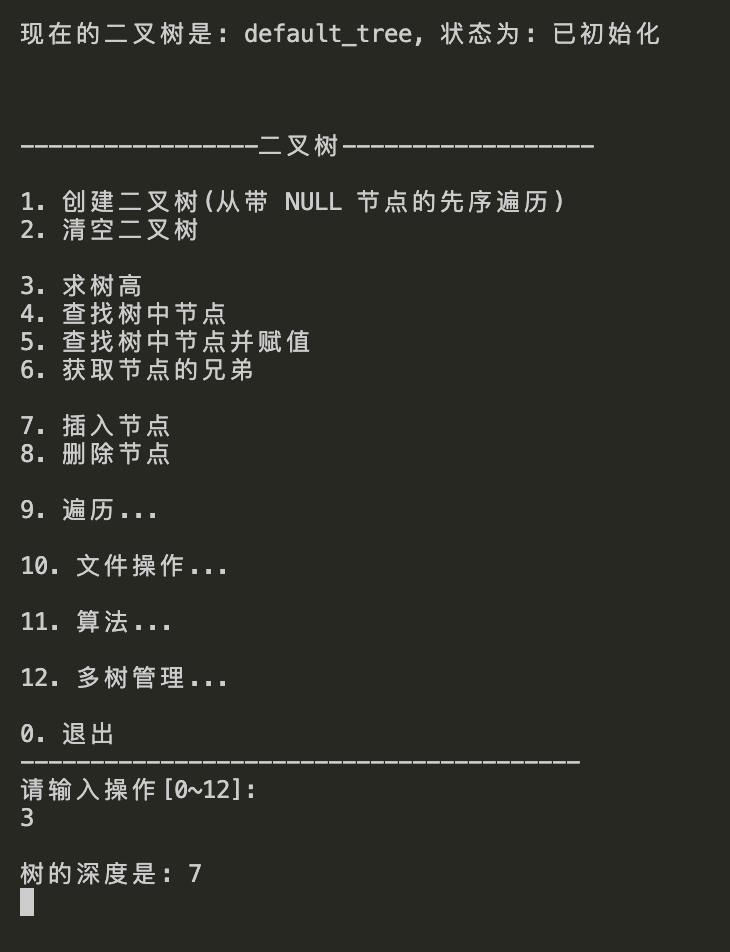 现在的二叉树是: default_tree, 状态为: 已初始化
-----------------二叉树------------------
1. 创建二叉树(从带 NULL 节点的先序遍历)
2. 清空二叉树
3. 求树高
4. 查找树中节点
5. 查找树中节点并赋值
6. 获取节点的兄弟
7. 插入节点
8. 删除节点
9. 遍历...
10. 文件操作...
11. 算法...
12. 多树管理...
0. 退出
----------------------------------------
请输入操作[0~12]:
3
树的深度是: 7